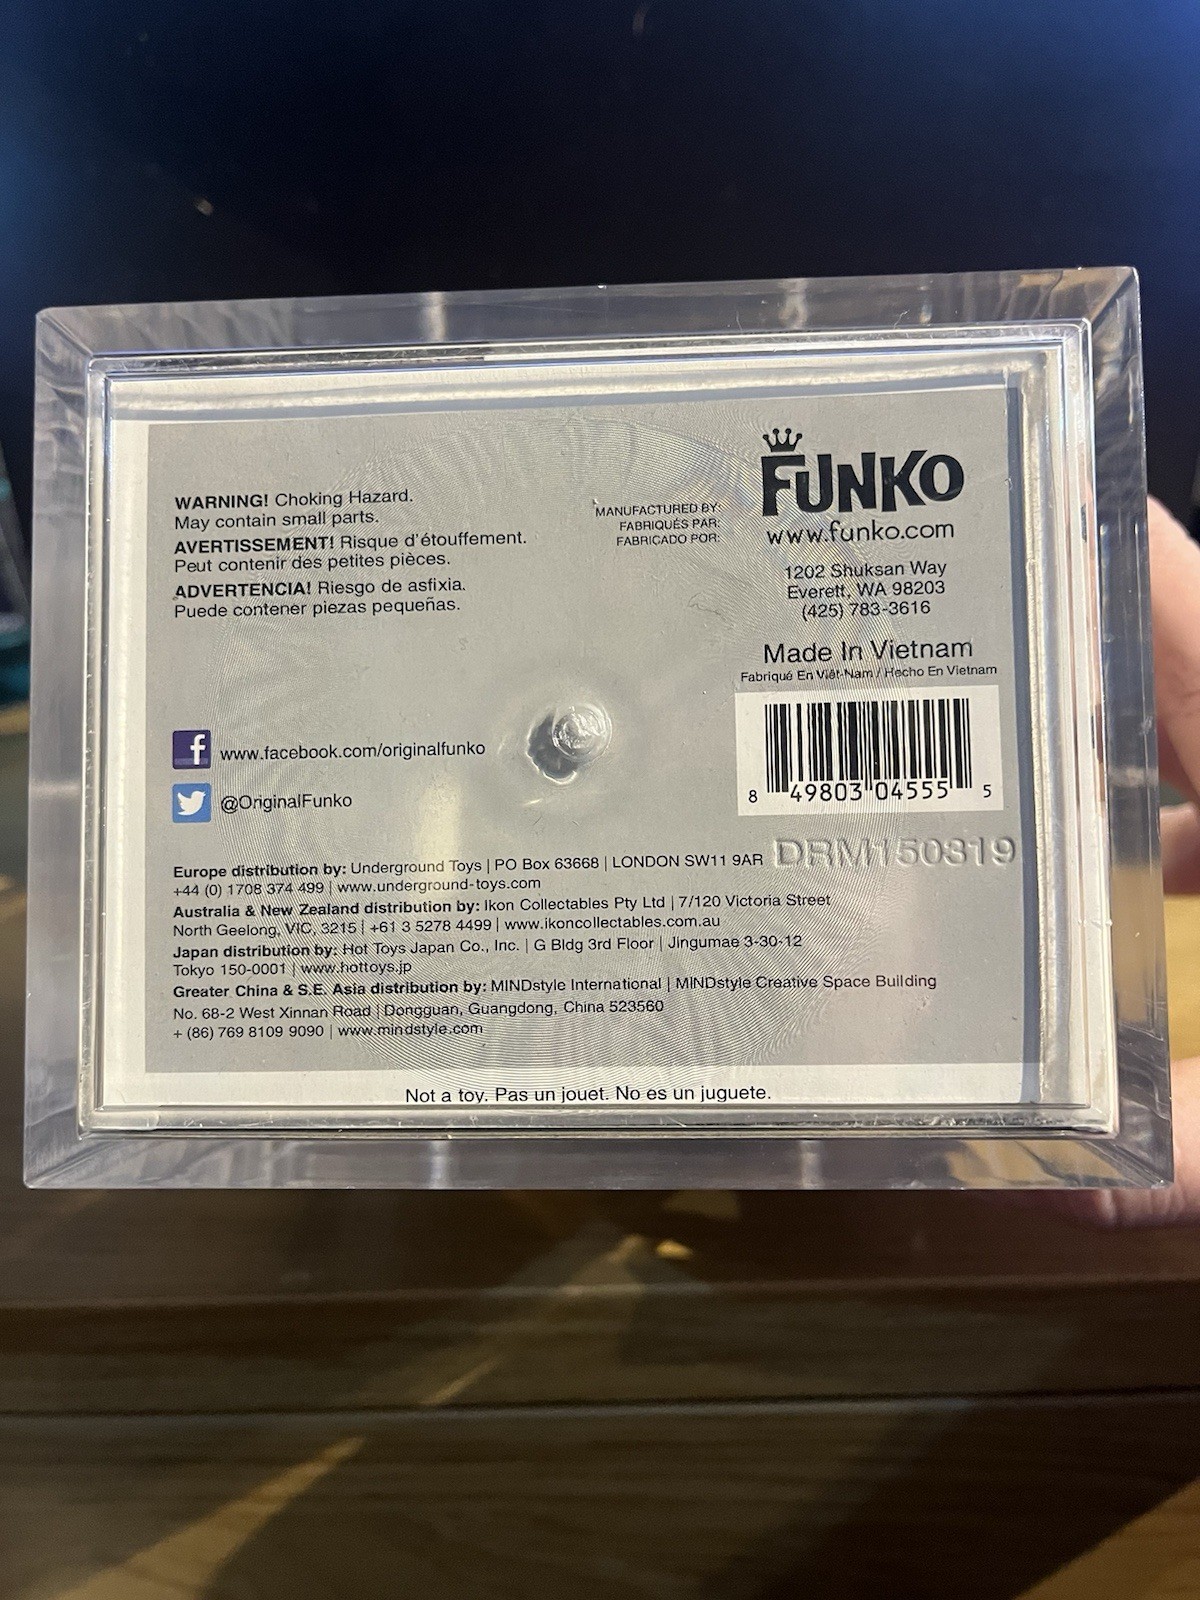 WARNING! Choking Hazard.
May contain small parts.
AVERTISSEMENT! Risque d'étouffement.
Peut contenir des petites pièces.
ADVERTENCIA! Riesgo de asfixia.
Puede contener piezas pequeñas.
MANUFACTURED BY:
FABRIQUÉS PAR:
FABRICADO POR:
FUNKO
www.funko.com
1202 Shuksan Way
Everett, WA 98203
(425) 783-3616
Made In Vietnam
Fabriqué En Viêt-Nam / Hecho En Vietnam
8 49803 04555 5
f www.facebook.com/originalfunko
@OriginalFunko
DRM150319
Europe distribution by: Underground Toys | PO Box 63668 | LONDON SW11 9AR
+44 (0) 1708 374 499 | www.underground-toys.com
Australia & New Zealand distribution by: Ikon Collectables Pty Ltd | 7/120 Victoria Street
North Geelong, VIC, 3215 | +61 3 5278 4499 | www.ikoncollectables.com.au
Japan distribution by: Hot Toys Japan Co., Inc. | G Bldg 3rd Floor | Jingumae 3-30-12
Tokyo 150-0001 | www.hottoys.jp
Greater China & S.E. Asia distribution by: MINDstyle International | MINDstyle Creative Space Building
No. 68-2 West Xinnan Road | Dongguan, Guangdong, China 523560
+ (86) 769 8109 9090 | www.mindstyle.com
Not a toy. Pas un jouet. No es un juguete.